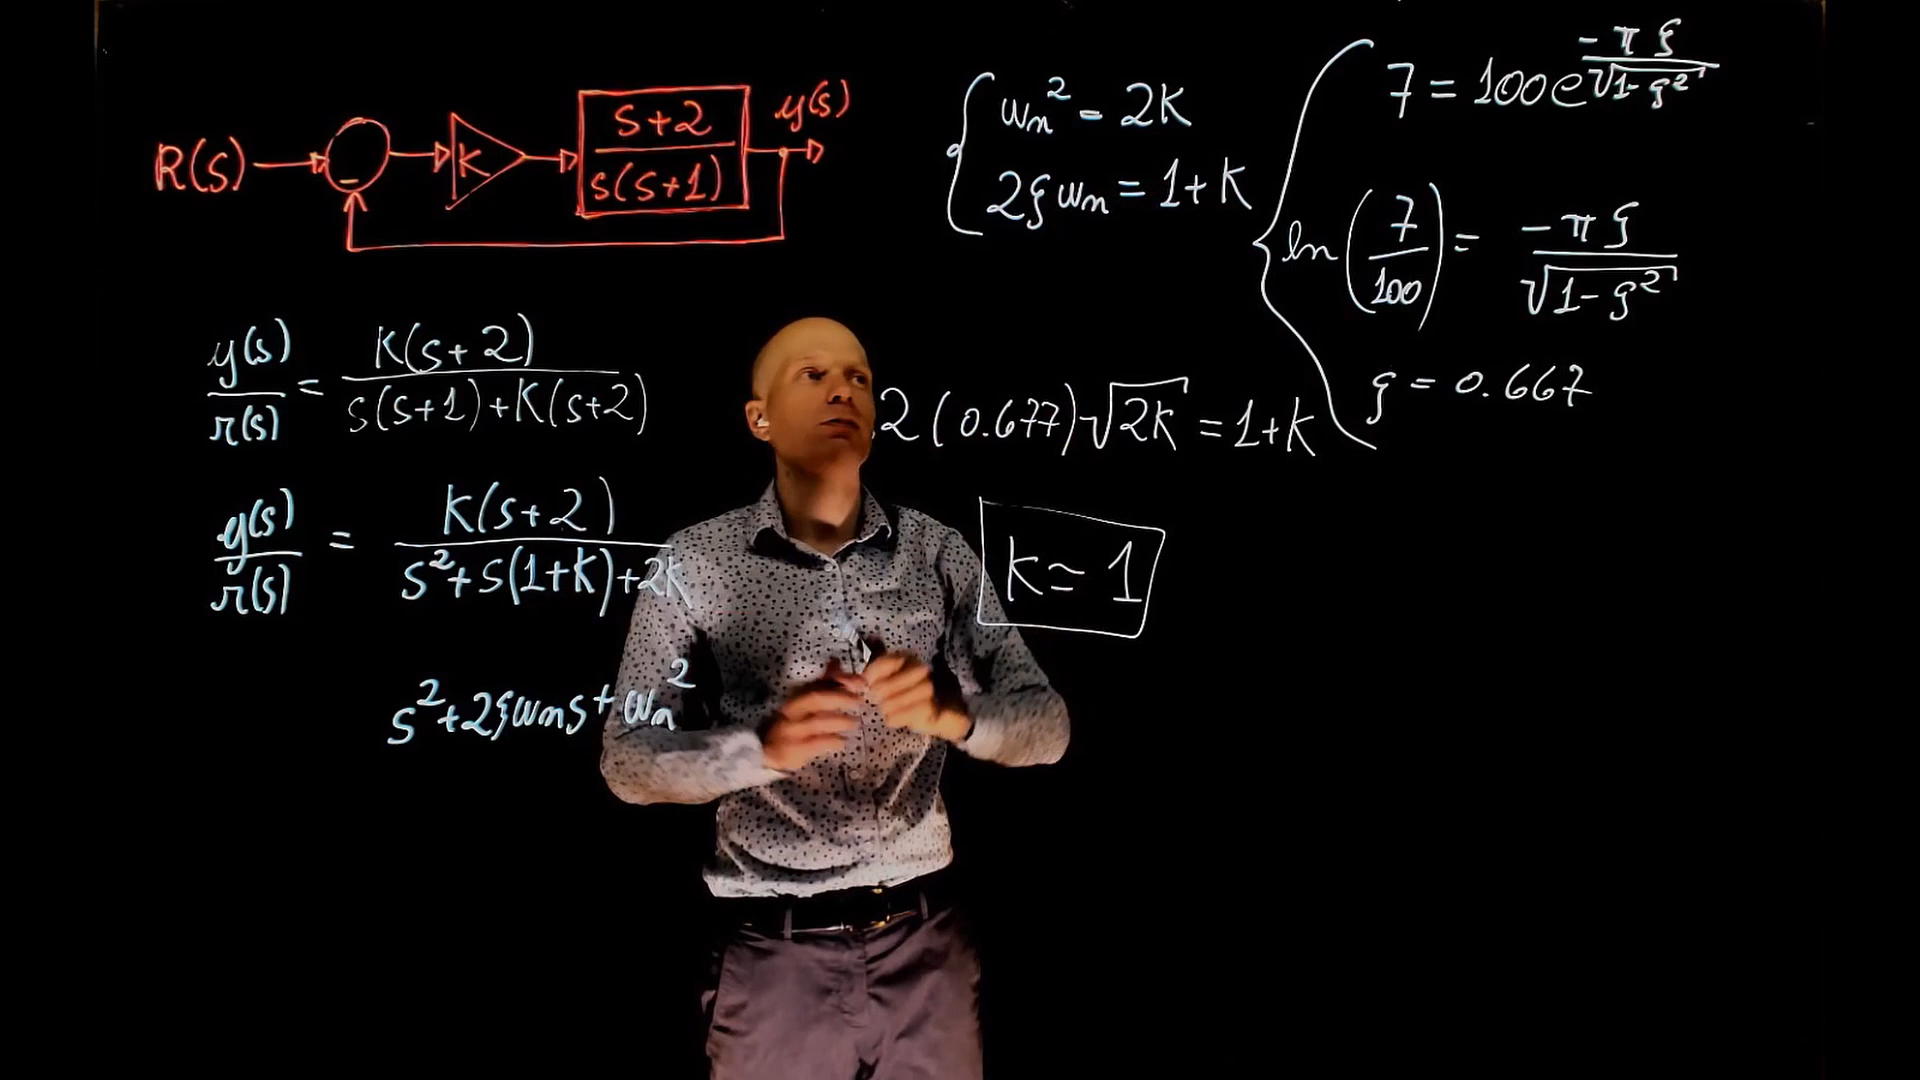 R(s) - K s+2 / s(s+1) y(s)
y(s)/r(s) = K(s+2) / s(s+1)+K(s+2)
y(s)/r(s) = K(s+2) / s²+s(1+K)+2K
s²+2ξωns+ωn²
ωn² = 2K
2ξωn = 1+K
2(0.677)√2K = 1+K
K = 1
7 = 100e^(-πξ/√1-ξ²)
ln(7/100) = -πξ/√1-ξ²
ξ = 0.667